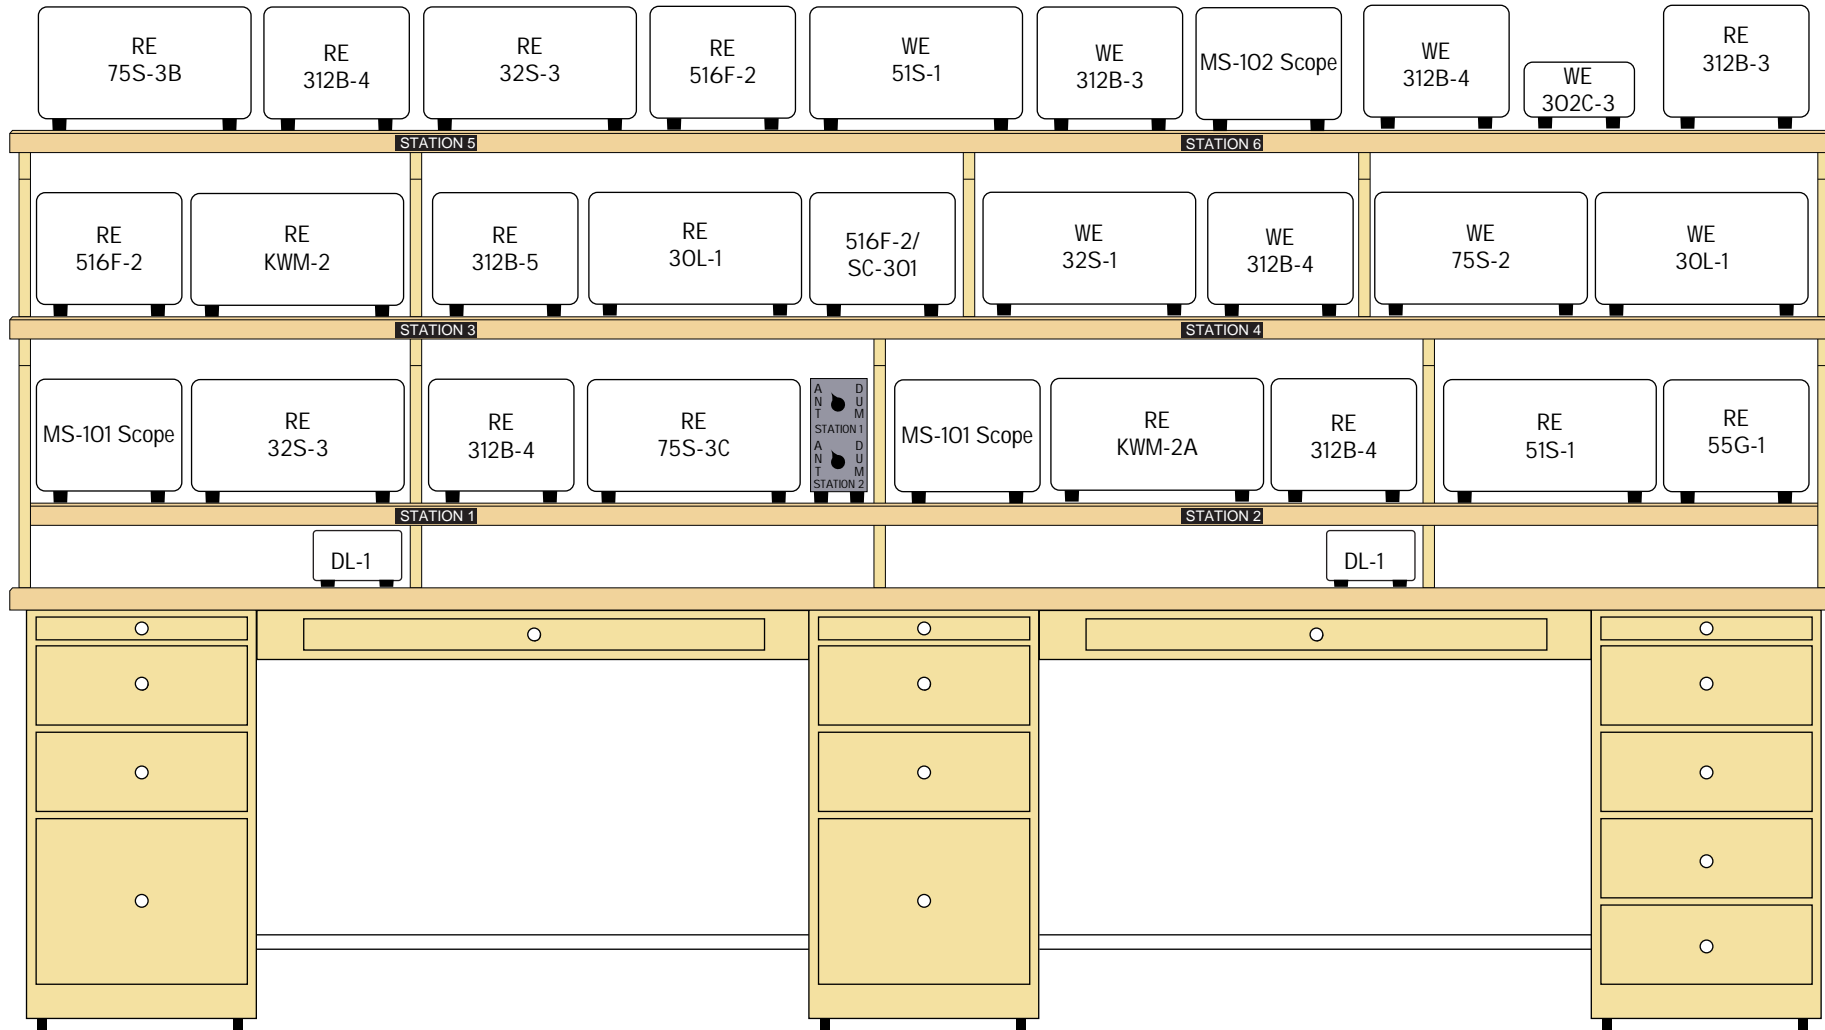 RE
75S-3B
RE
312B-4
RE
32S-3
RE
516F-2
WE
51S-1
WE
312B-3
MS-102 Scope
WE
312B-4
WE
302C-3
RE
312B-3
STATION 5
STATION 6
RE
516F-2
RE
KWM-2
RE
312B-5
RE
30L-1
516F-2/
SC-301
WE
32S-1
WE
312B-4
WE
75S-2
WE
30L-1
STATION 3
STATION 4
MS-101 Scope
RE
32S-3
RE
312B-4
RE
75S-3C
ANT
DUM
STATION 1
ANT
DUM
STATION 2
MS-101 Scope
RE
KWM-2A
RE
312B-4
RE
51S-1
RE
55G-1
STATION 1
STATION 2
DL-1
DL-1